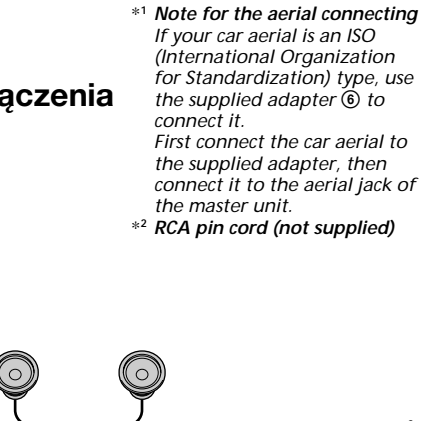 *1 Note for the aerial connecting
If your car aerial is an ISO
(International Organization
for Standardization) type, use
the supplied adapter ⑥ to
connect it.
First connect the car aerial to
the supplied adapter, then
connect it to the aerial jack of
the master unit.
*2 RCA pin cord (not supplied)